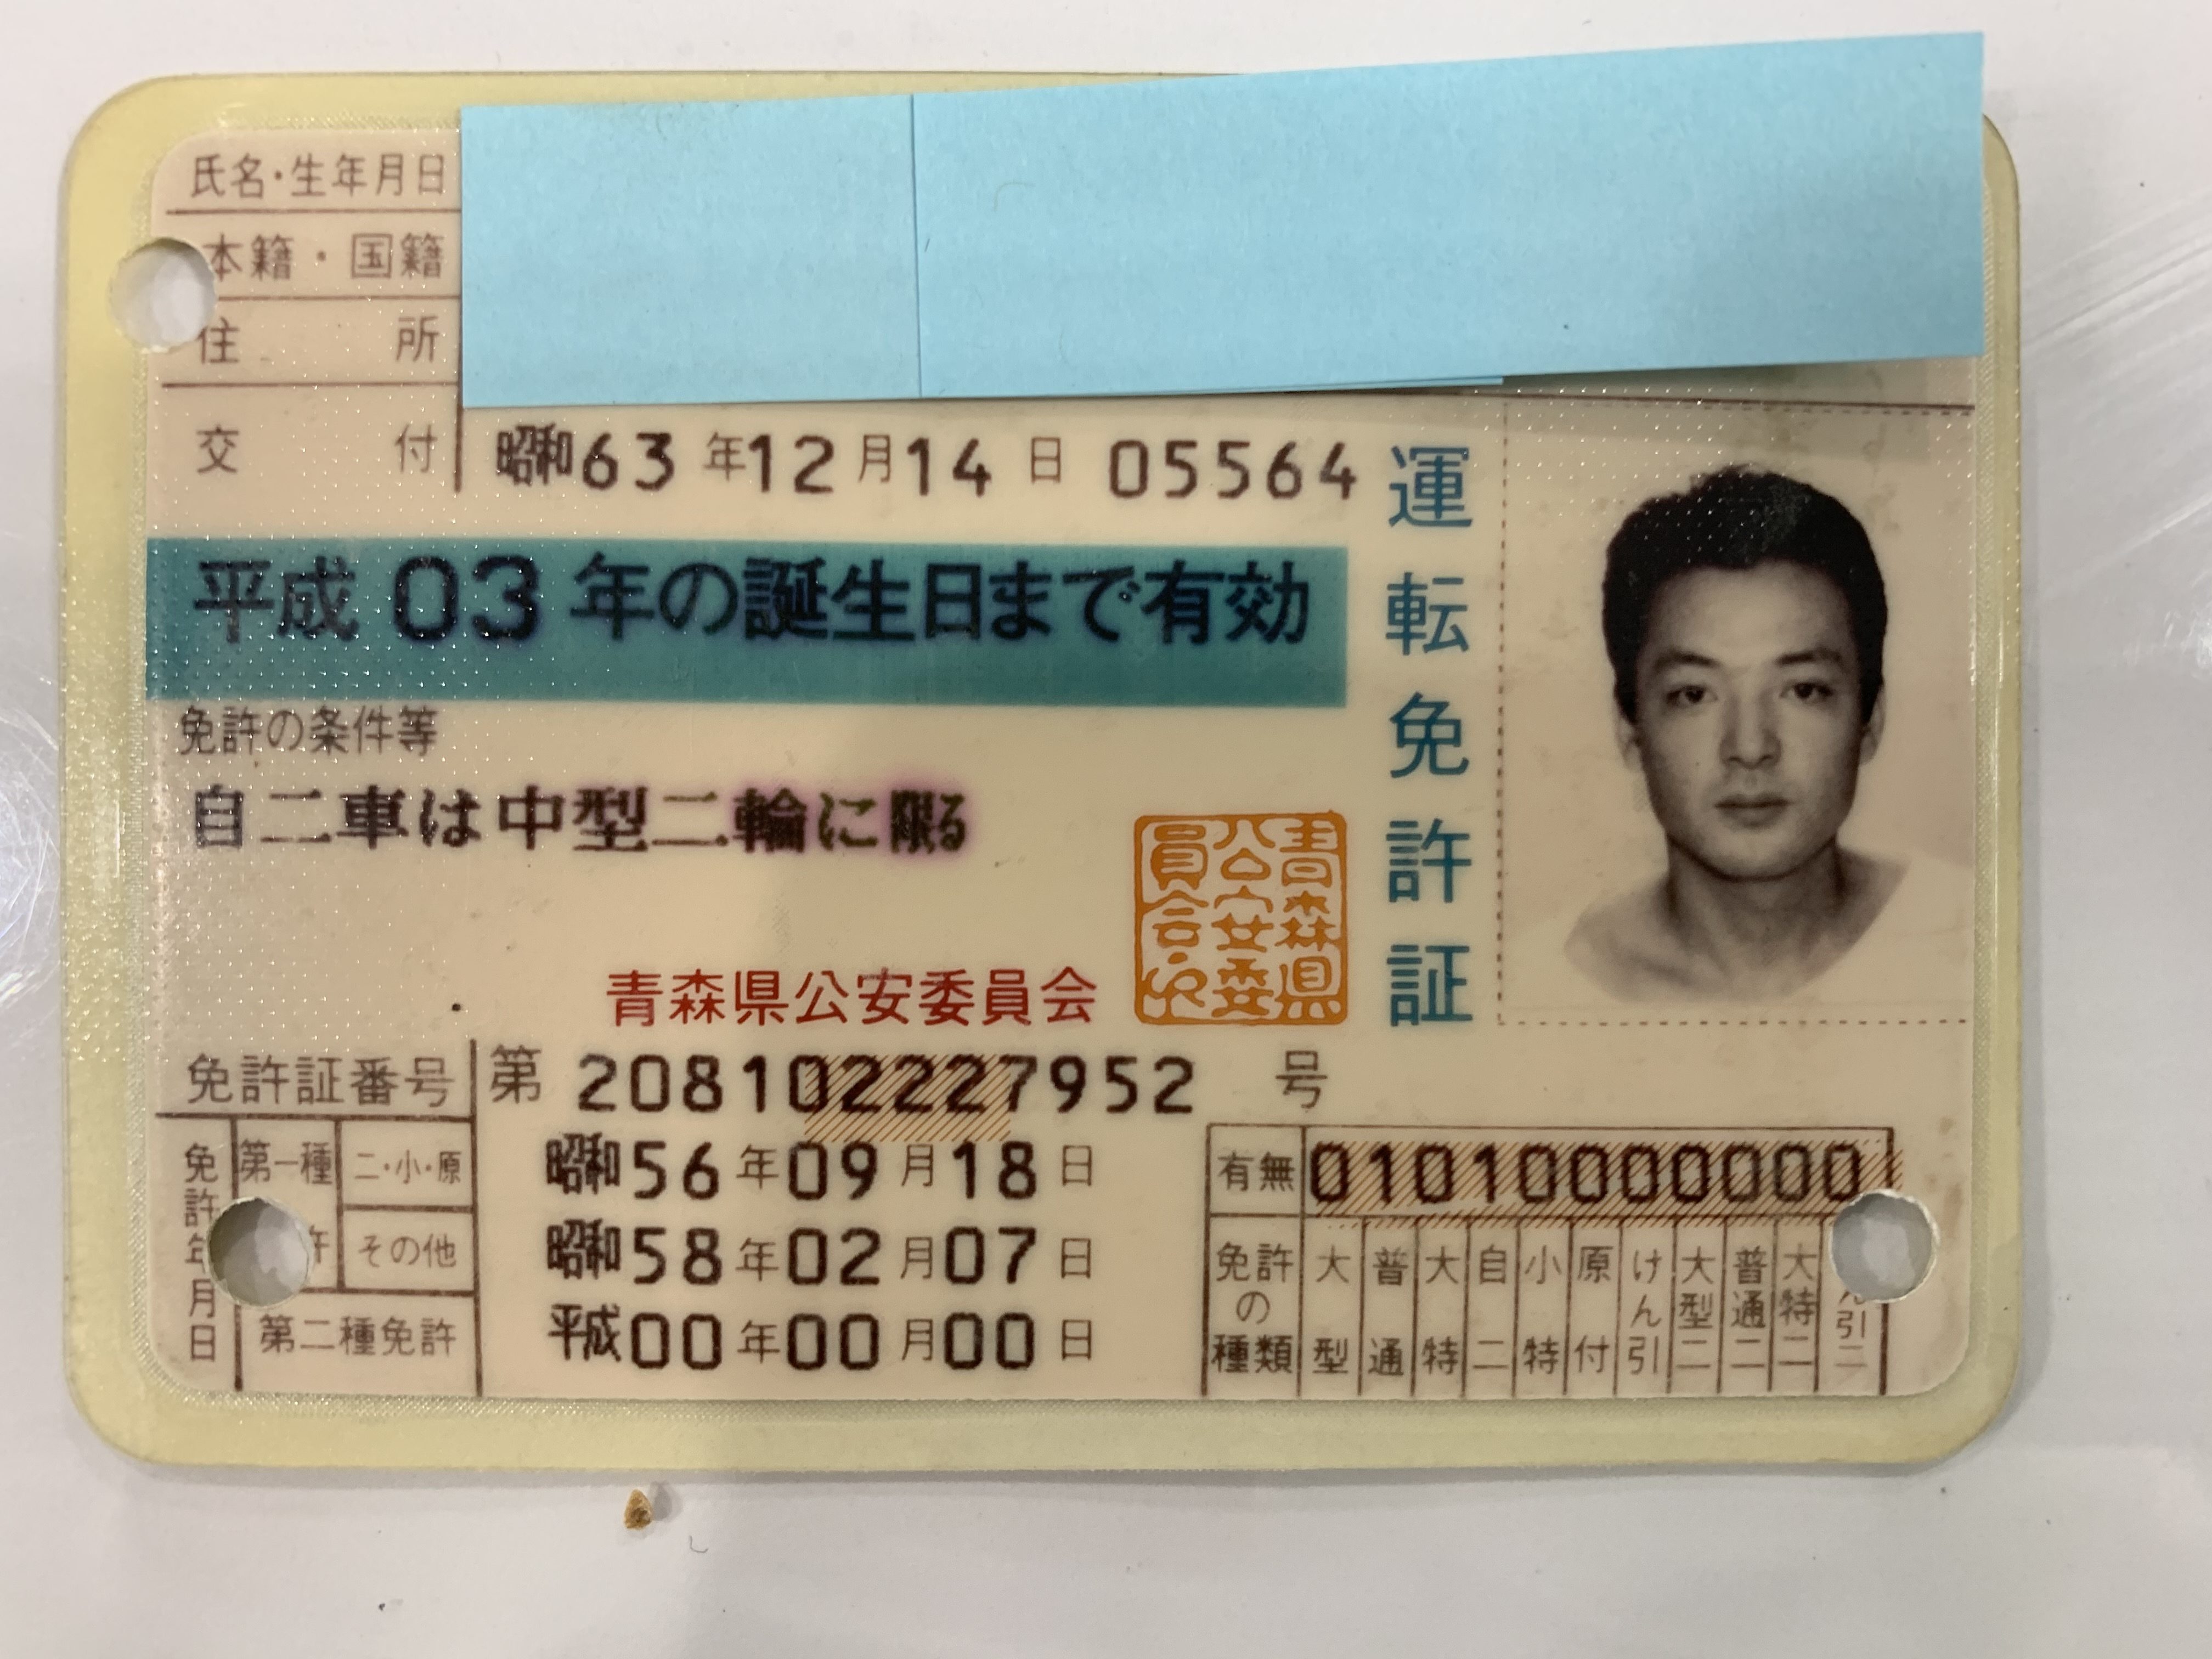 氏名・生年月日
本籍・国籍
住所
交付 昭和63年12月14日 05564
平成03年の誕生日まで有効
免許の条件等
自二車は中型二輪に限る
運転免許証
青森県公安委員会
青森県公安委員会
免許証番号 第208102227952号
免許年月日
第一種 二・小・原 昭和56年09月18日
その他 昭和58年02月07日
第二種免許 平成00年00月00日
有無 01010000000
免許の種類 大型 普通 大特 自二 小特 原付 けん引 大型二 普通二 大特二 引二